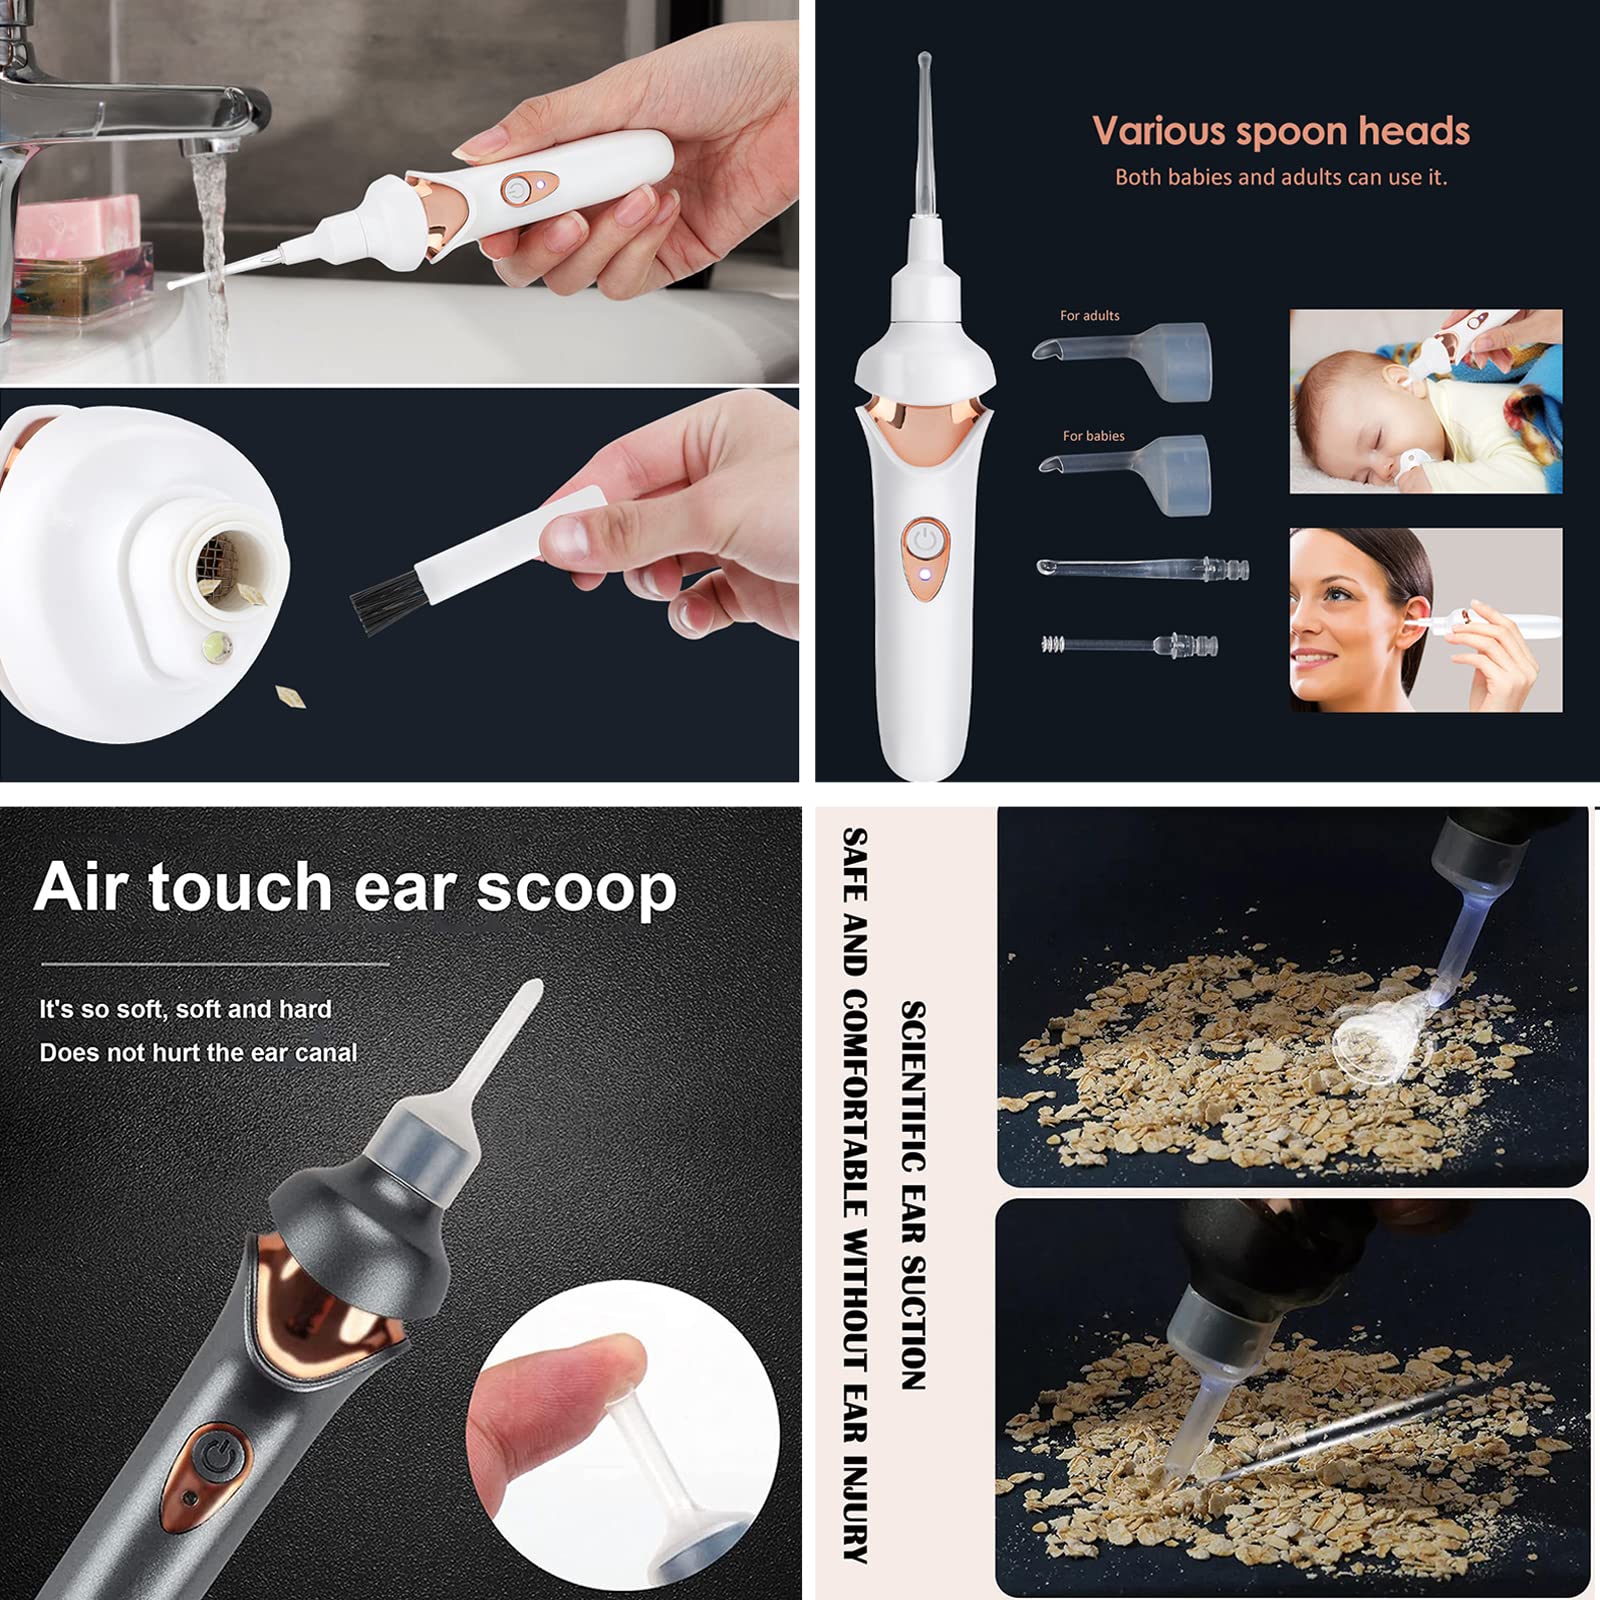 Various spoon heads
Both babies and adults can use it.
For adults
For babies
Air touch ear scoop
It's so soft, soft and hard
Does not hurt the ear canal
SCIENTIFIC EAR SUCTION
SAFE AND COMFORTABLE WITHOUT EAR INJURY